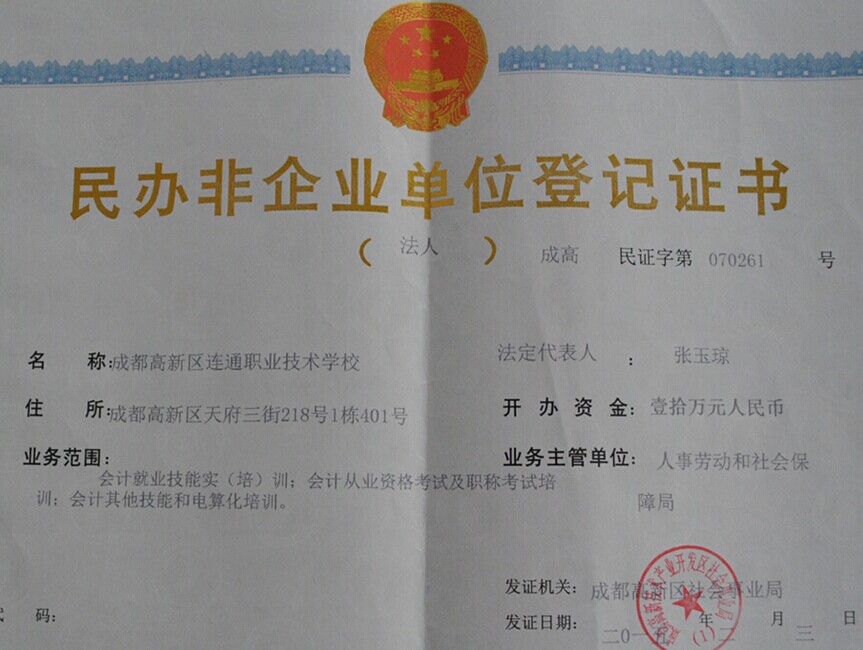 民办非企业单位登记证书
（ 法人 ） 成高 民证字第 070261 号
名 称:成都高新区连通职业技术学校
法定代表人 : 张玉琼
住 所:成都高新区天府三街218号1栋401号
开 办 资 金: 壹拾万元人民币
业务范围:
会计就业技能实（培）训；会计从业资格考试及职称考试培
训；会计其他技能和电算化培训。
业务主管单位: 人事劳动和社会保
障局
发证机关: 成都高新区社会事业局
码:
发证日期: 二0一 年 二 月 三 日